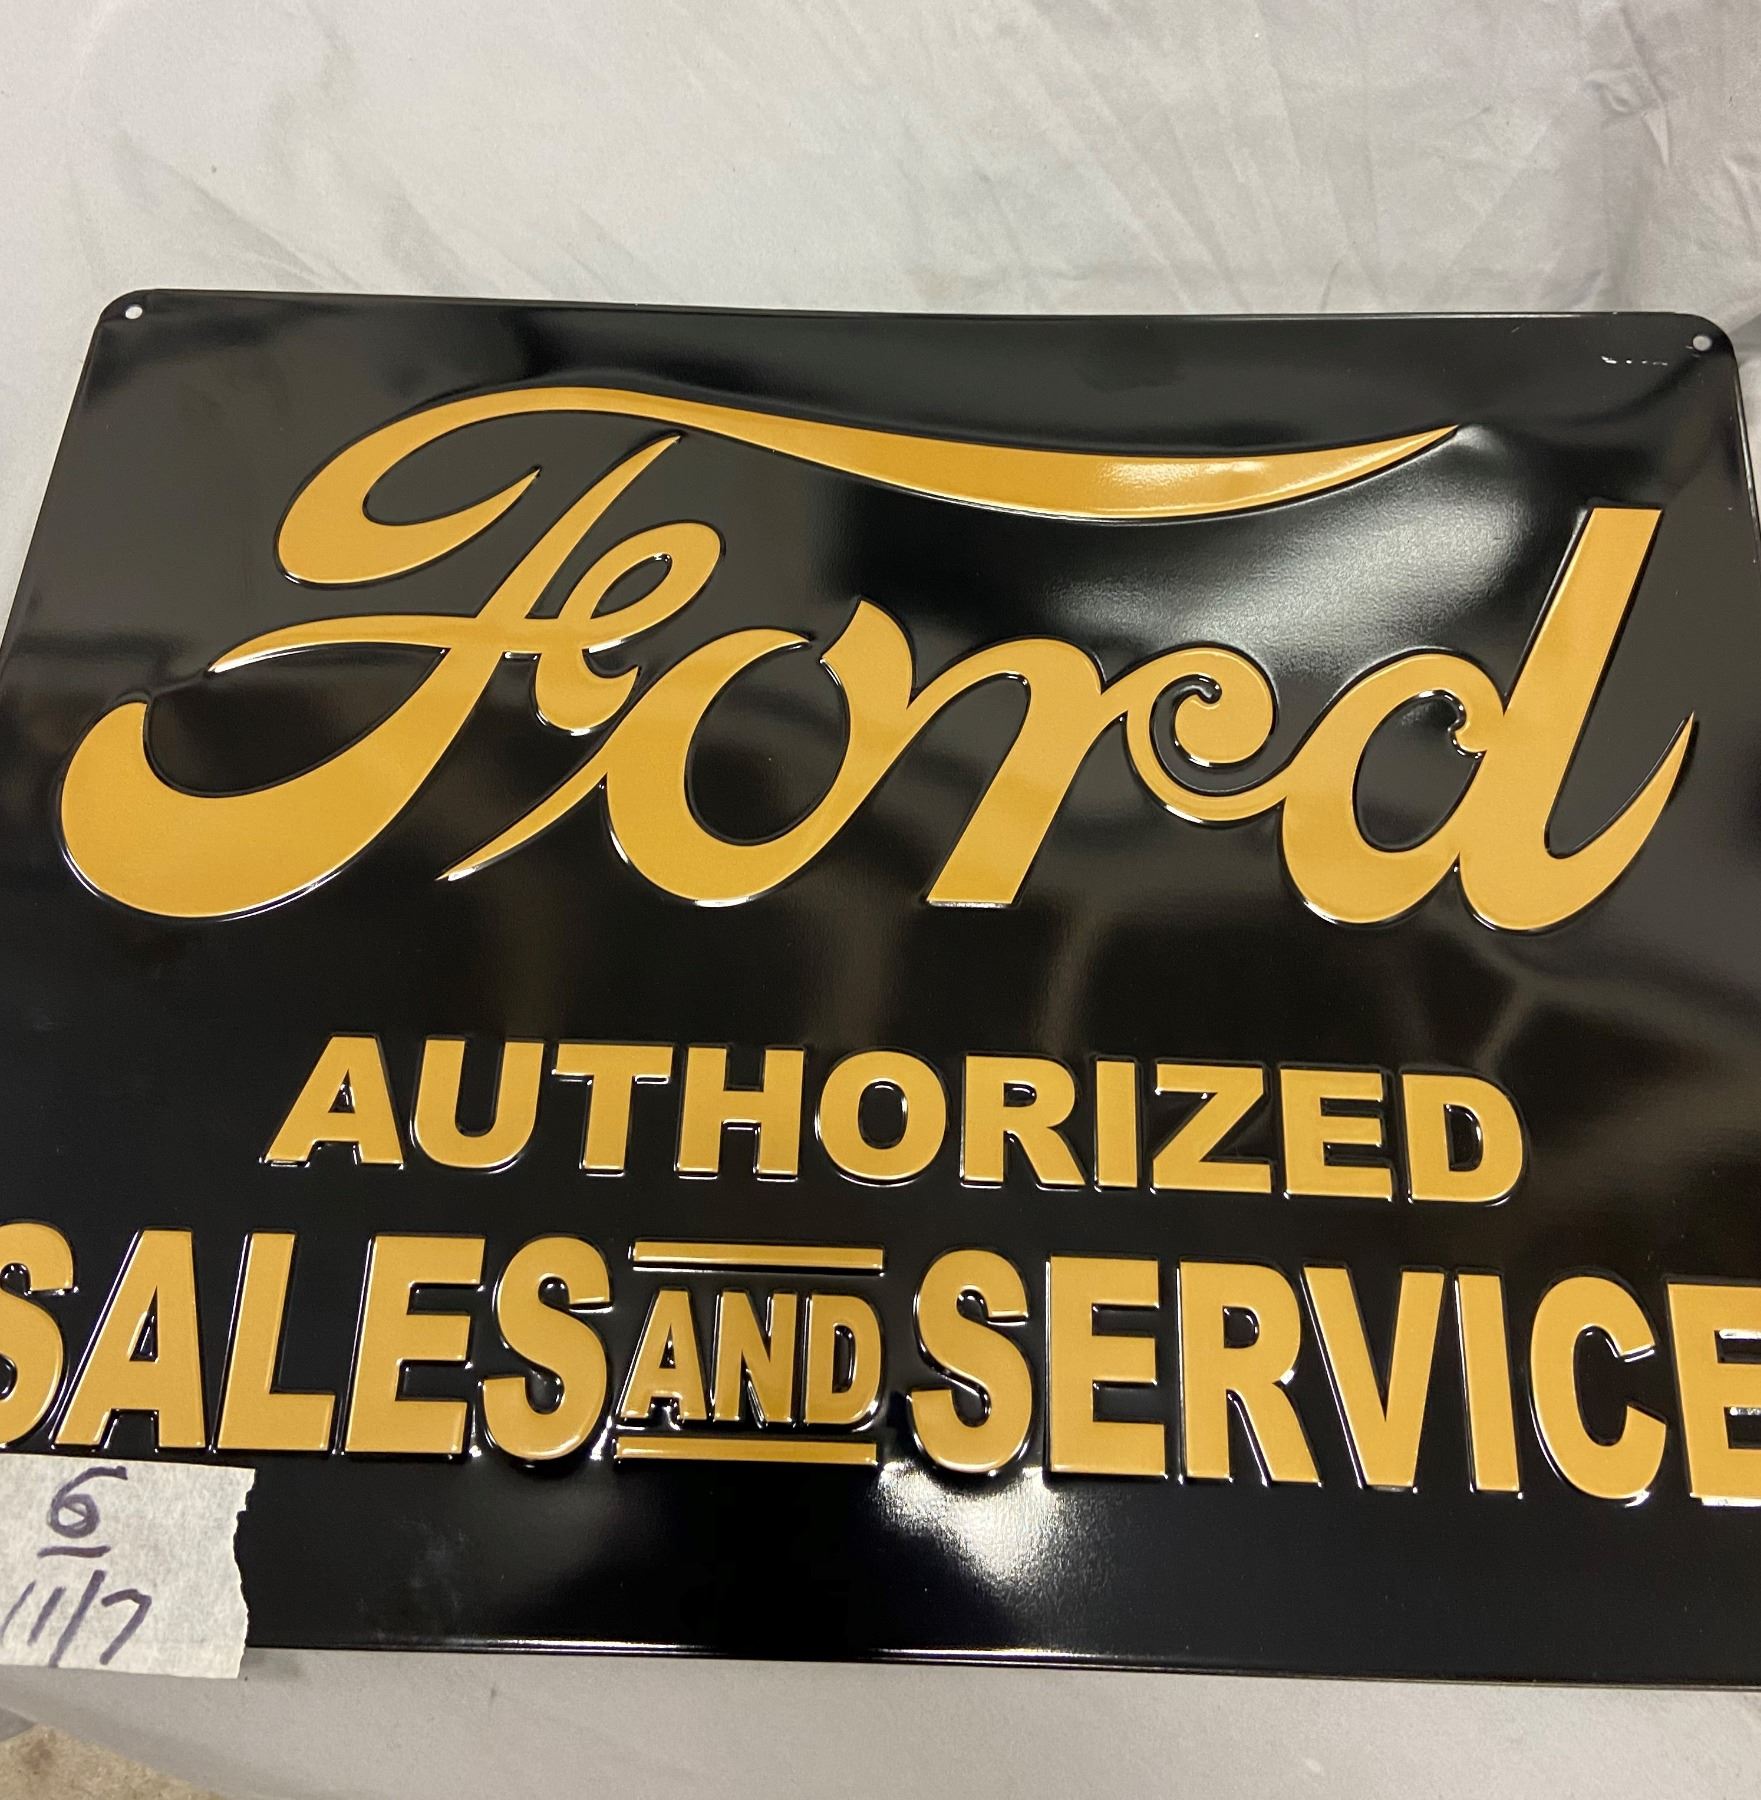 Ford
AUTHORIZED
SALES AND SERVICE
6
11/7